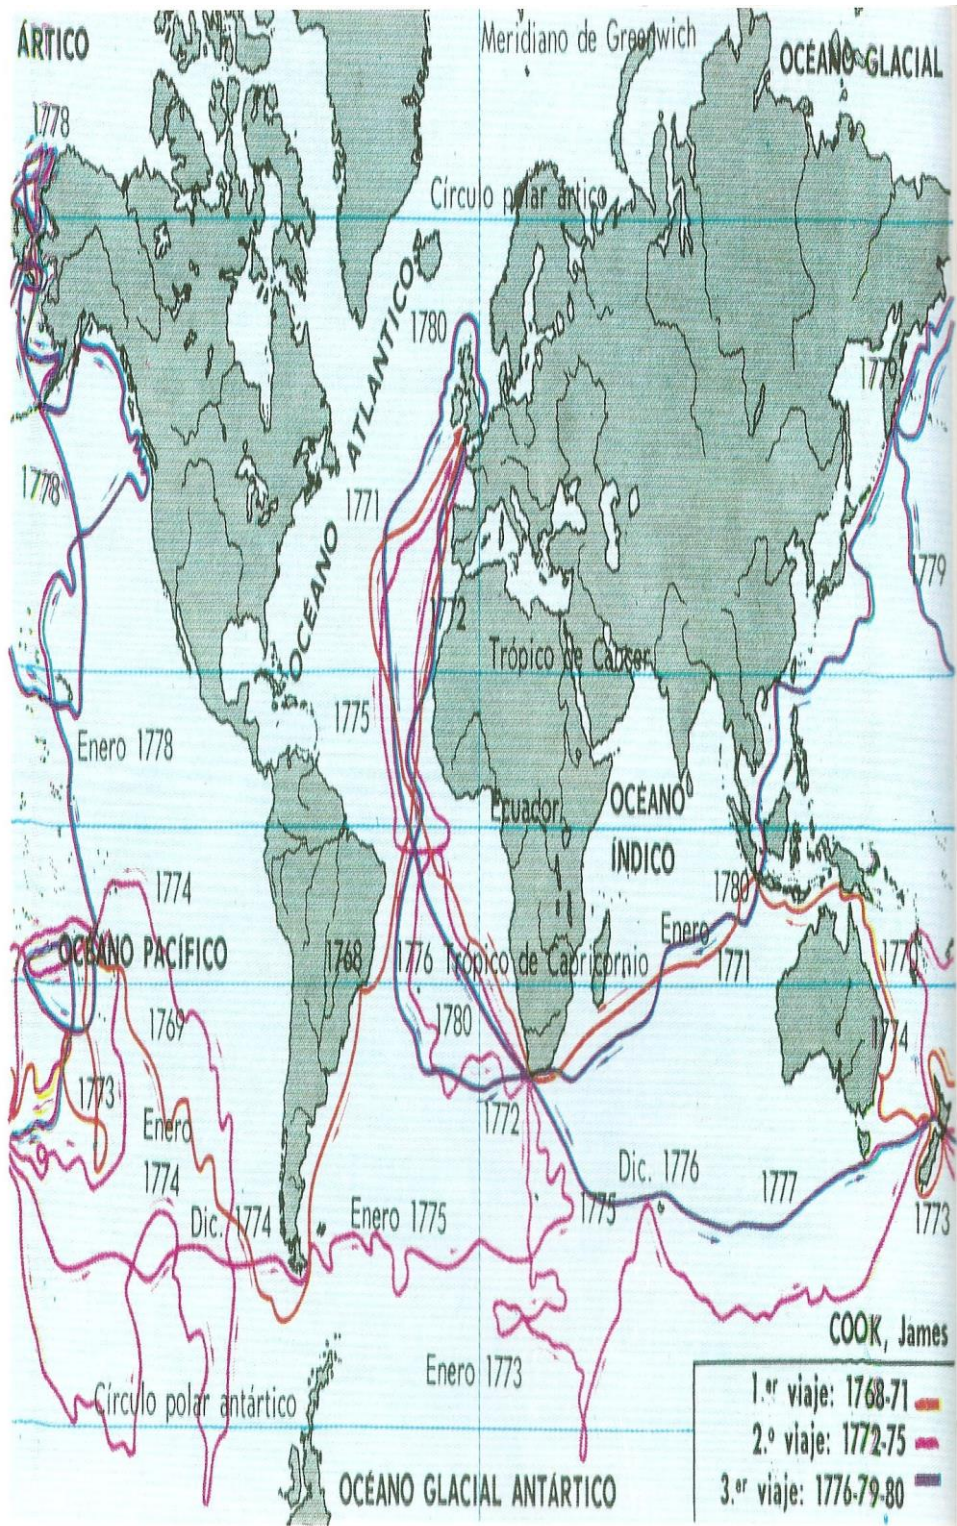 ÁRTICO
Meridiano de Greenwich
OCÉANO GLACIAL
1778
Círculo polar ártico
1780
OCÉANO ATLANTICO
1779
1778
1771
1779
1772
Trópico de Cáncer
1775
Enero 1778
Ecuador
OCÉANO
ÍNDICO
1774
1780
Enero
OCÉANO PACÍFICO
1768
1776
Trópico de Capricornio
1771
1769
1780
1774
1773
1772
Enero
1774
Dic. 1776
1777
1775
Dic. 1774
Enero 1775
1773
COOK, James
Enero 1773
Círculo polar antártico
1.er viaje: 1768-71
2.º viaje: 1772-75
3.er viaje: 1776-79-80
OCÉANO GLACIAL ANTÁRTICO